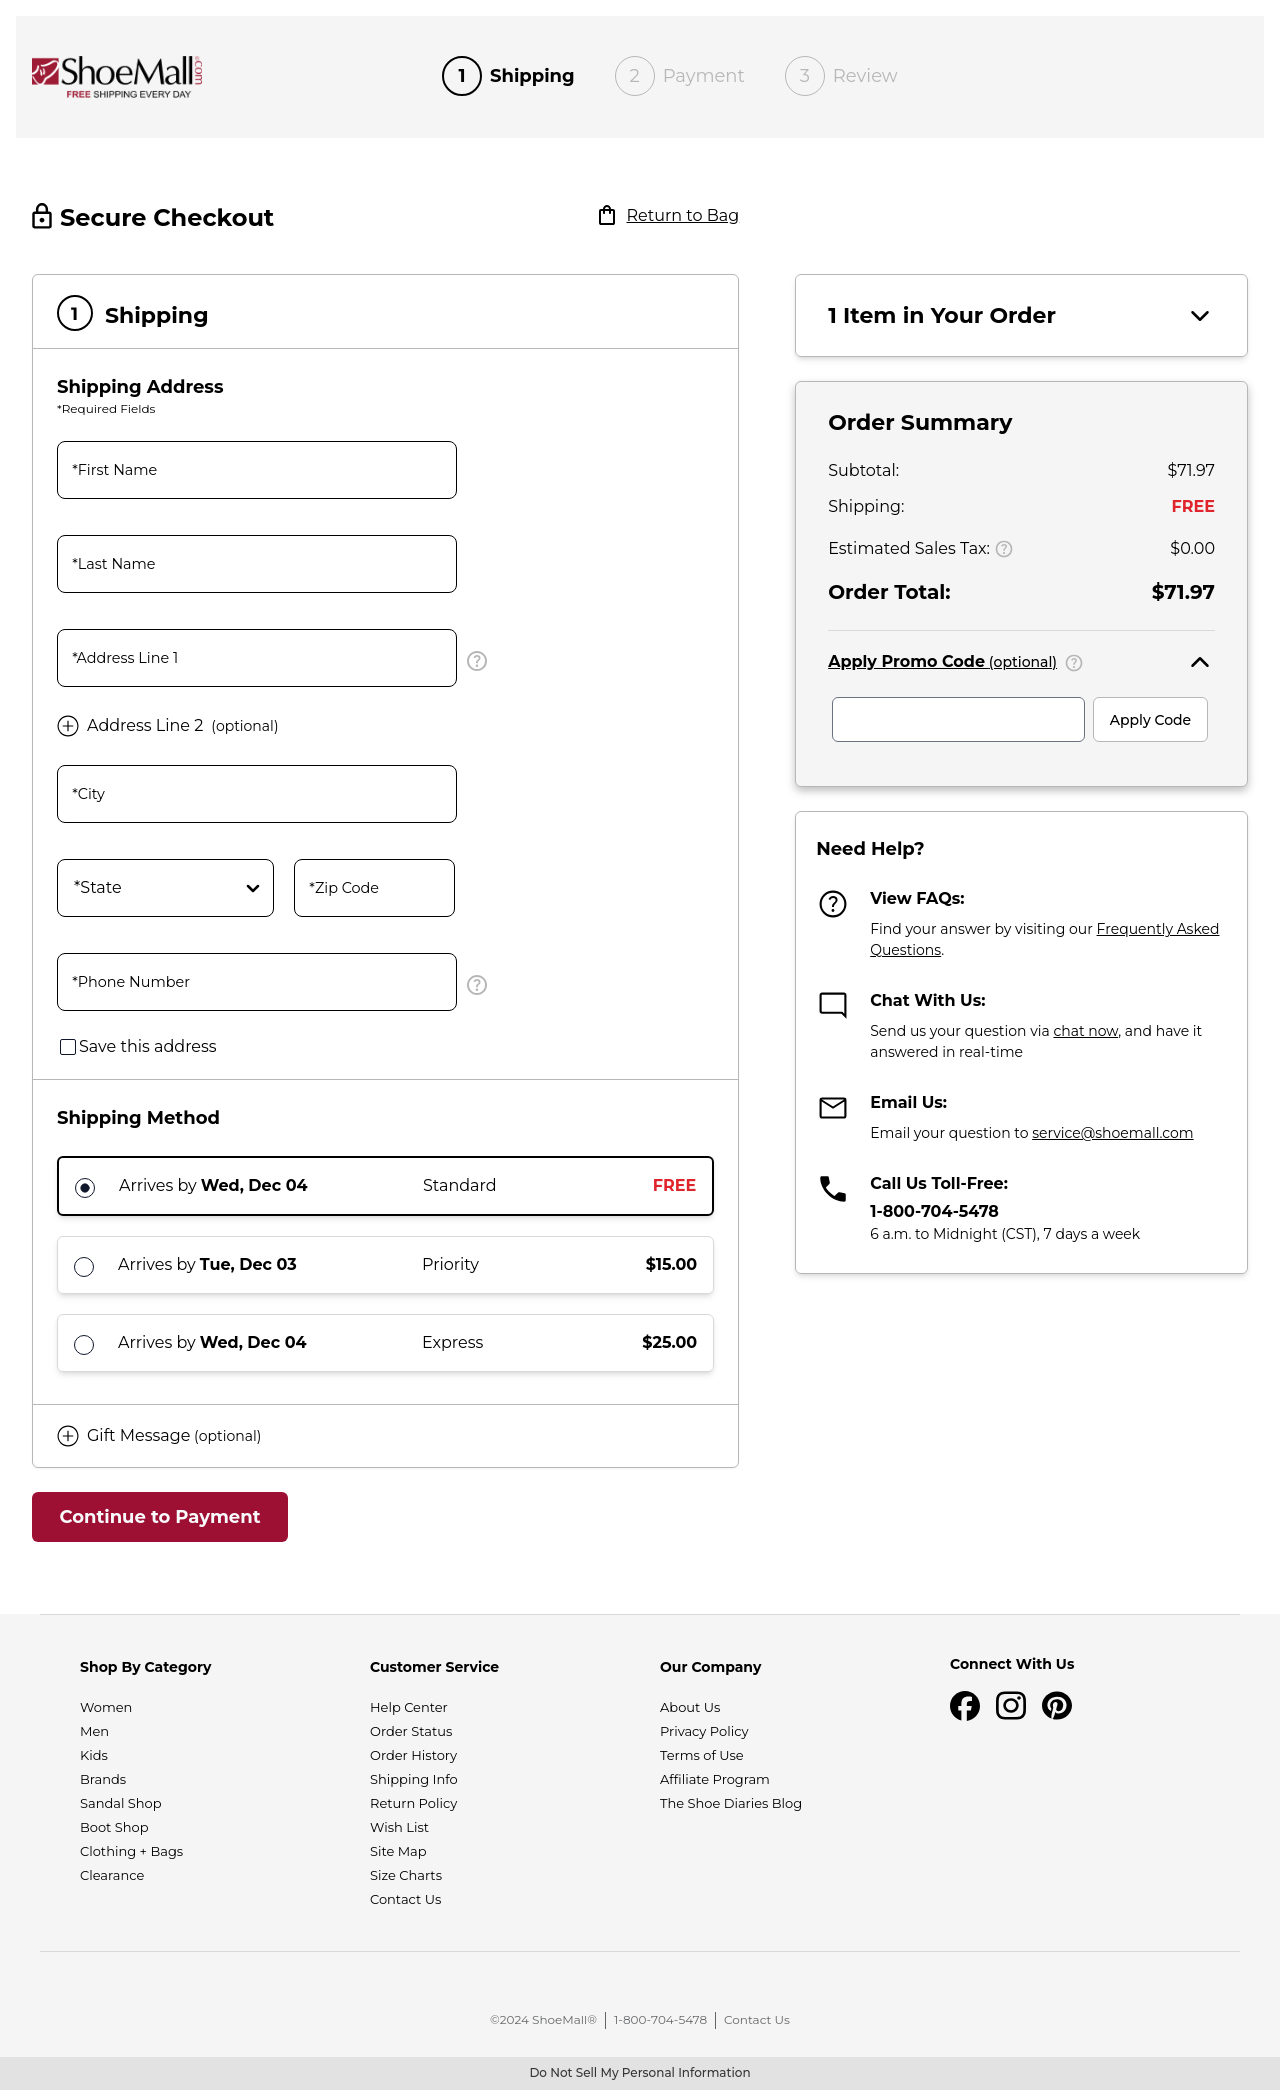 ShoeMall.com
FREE SHIPPING EVERY DAY
1 Shipping
2 Payment
3 Review
Secure Checkout
Return to Bag
1 Shipping
Shipping Address
*Required Fields
*First Name
*Last Name
*Address Line 1
?
Address Line 2 (optional)
*City
*State
*Zip Code
*Phone Number
?
Save this address
Shipping Method
Arrives by Wed, Dec 04 Standard FREE
Arrives by Tue, Dec 03 Priority $15.00
Arrives by Wed, Dec 04 Express $25.00
Gift Message (optional)
Continue to Payment
1 Item in Your Order
Order Summary
Subtotal: $71.97
Shipping: FREE
Estimated Sales Tax: ? $0.00
Order Total: $71.97
Apply Promo Code (optional) ?
Apply Code
Need Help?
?
View FAQs:
Find your answer by visiting our Frequently Asked
Questions.
Chat With Us:
Send us your question via chat now, and have it
answered in real-time
Email Us:
Email your question to service@shoemall.com
Call Us Toll-Free:
1-800-704-5478
6 a.m. to Midnight (CST), 7 days a week
Shop By Category
Women
Men
Kids
Brands
Sandal Shop
Boot Shop
Clothing + Bags
Clearance
Customer Service
Help Center
Order Status
Order History
Shipping Info
Return Policy
Wish List
Site Map
Size Charts
Contact Us
Our Company
About Us
Privacy Policy
Terms of Use
Affiliate Program
The Shoe Diaries Blog
Connect With Us
©2024 ShoeMall® | 1-800-704-5478 | Contact Us
Do Not Sell My Personal Information